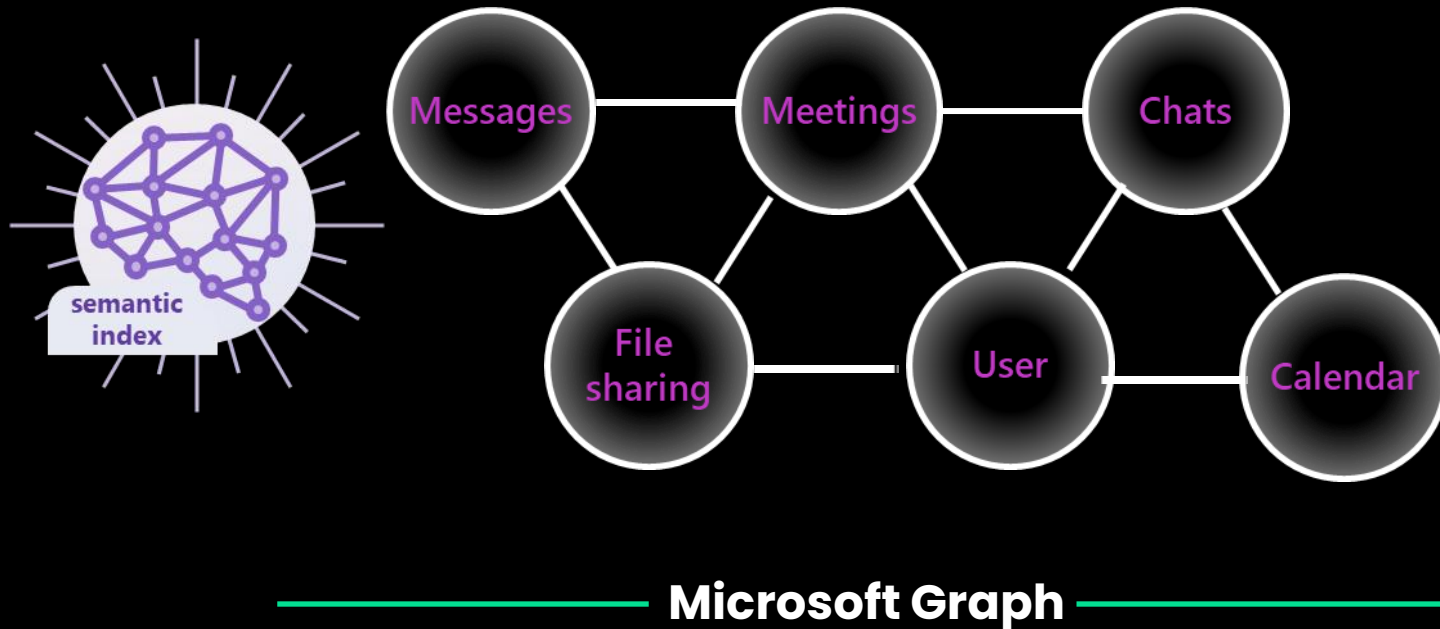 Messages
Meetings
Chats
semantic
index
File
sharing
User
Calendar
Microsoft Graph